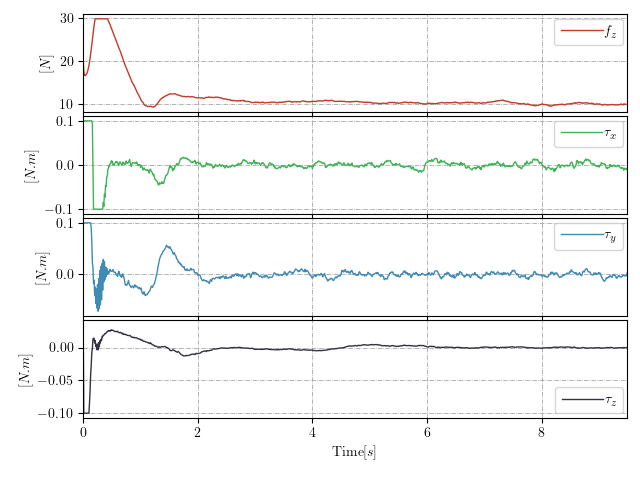 30
20
10
[N]
f_z
0.1
0.0
−0.1
[N.m]
τ_x
0.1
0.0
[N.m]
τ_y
0.00
−0.05
−0.10
[N.m]
τ_z
0 2 4 6 8
Time[s]